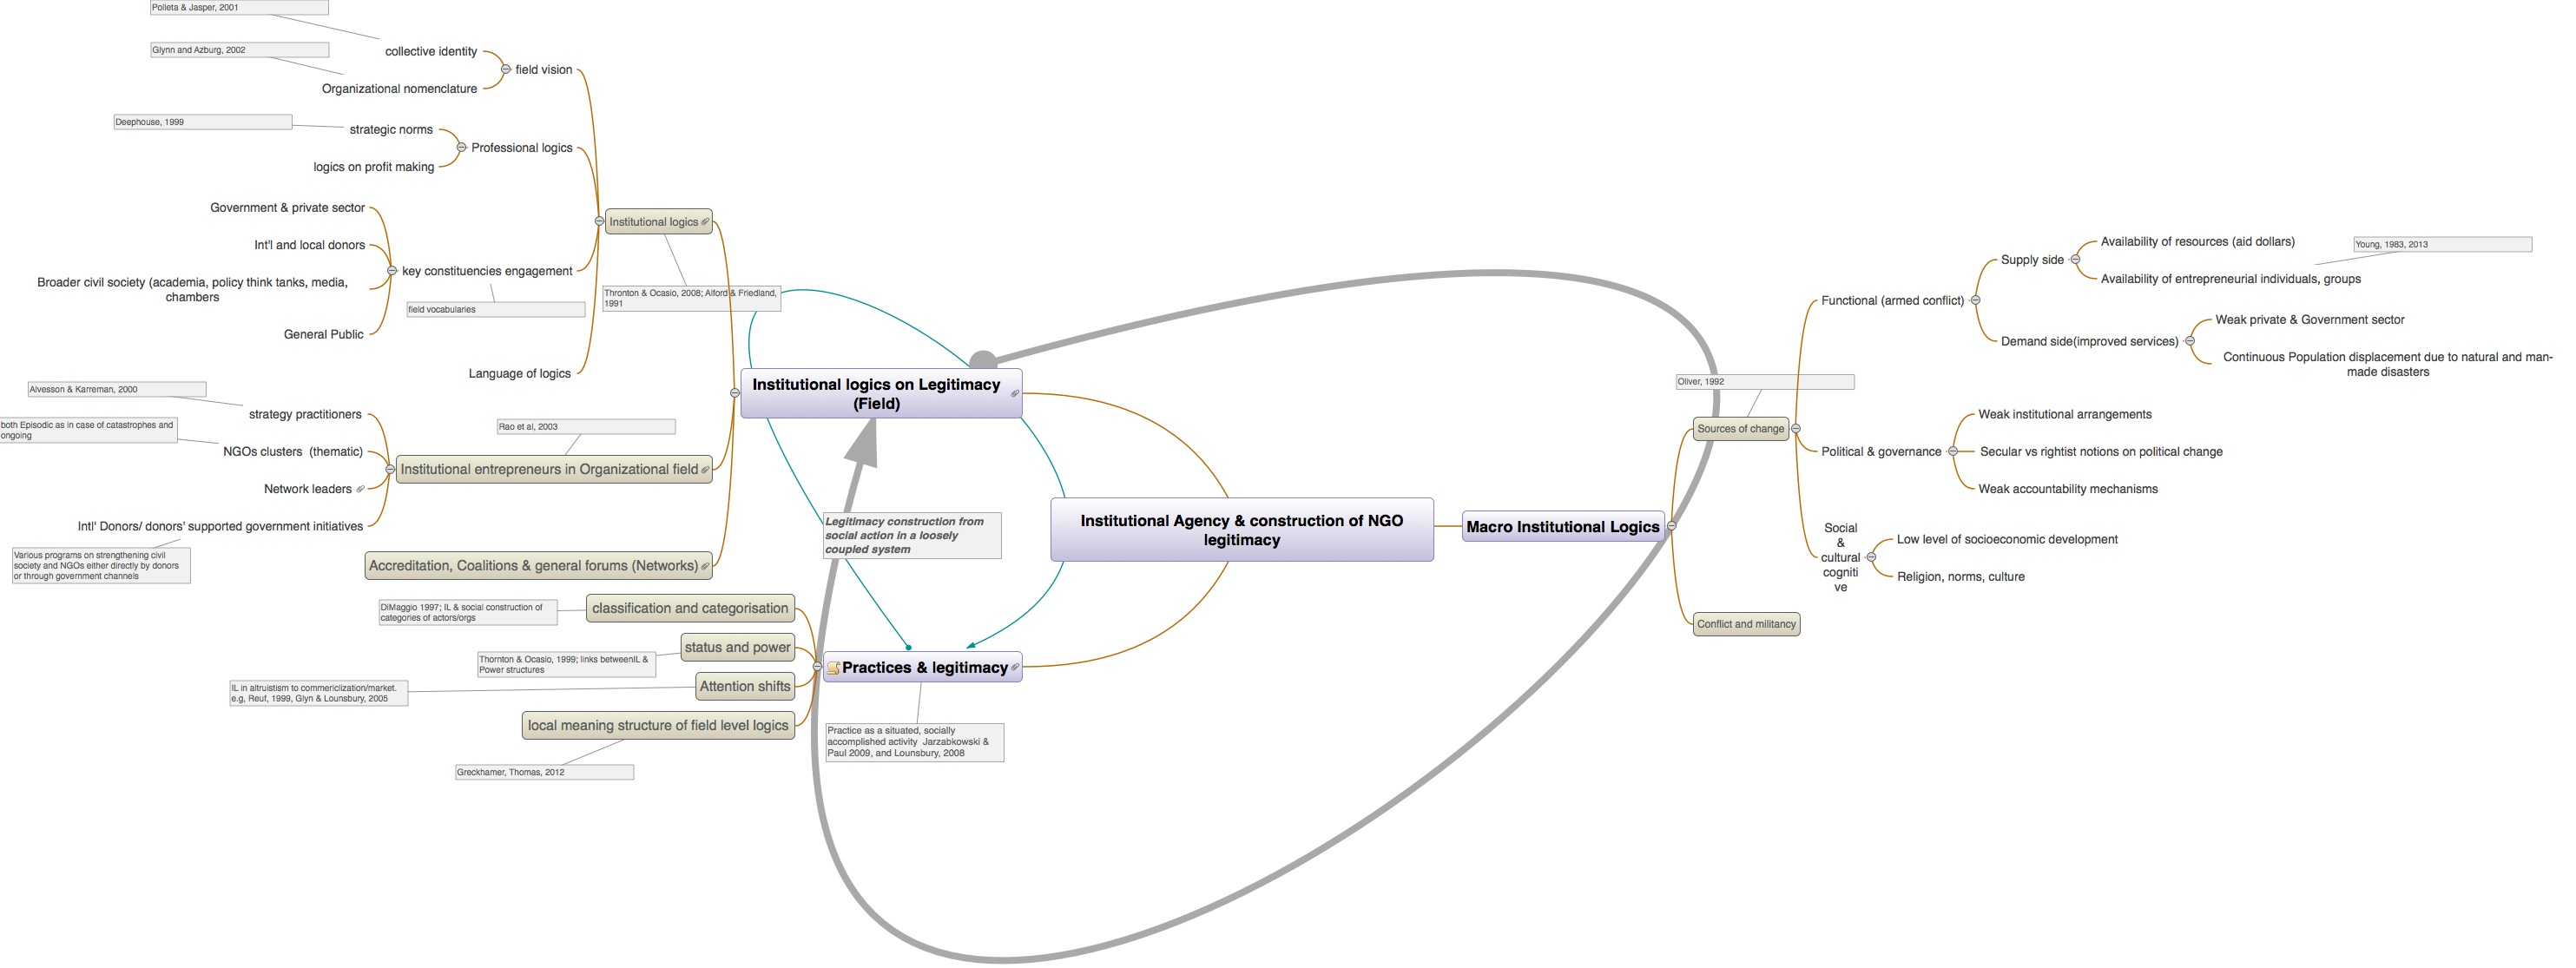 Polleta & Jasper, 2001
collective identity
Glynn and Azburg, 2002
field vision
Organizational nomenclature
Deephouse, 1999
strategic norms
Professional logics
logics on profit making
Government & private sector
Institutional logics
Int'l and local donors
key constituencies engagement
Broader civil society (academia, policy think tanks, media,
chambers
field vocabularies
Thronton & Ocasio, 2008; Alford & Friedland,
1991
General Public
Language of logics
Institutional logics on Legitimacy
(Field)
Alvesson & Karreman, 2000
strategy practitioners
both Episodic as in case of catastrophes and
ongoing
Rao et al, 2003
NGOs clusters (thematic)
Institutional entrepreneurs in Organizational field
Network leaders
Intl' Donors/ donors' supported government initiatives
Various programs on strengthening civil
society and NGOs either directly by donors
or through government channels
Accreditation, Coalitions & general forums (Networks)
Legitimacy construction from
social action in a loosely
coupled system
Institutional Agency & construction of NGO
legitimacy
Macro Institutional Logics
DiMaggio 1997; IL & social construction of
categories of actors/orgs
classification and categorisation
status and power
Thornton & Ocasio, 1999; links betweenIL &
Power structures
Practices & legitimacy
Attention shifts
IL in altruistism to commericlization/market.
e.g, Reuf, 1999, Glyn & Lounsbury, 2005
local meaning structure of field level logics
Practice as a situated, socially
accomplished activity Jarzabkowski &
Paul 2009, and Lounsbury, 2008
Greckhamer, Thomas, 2012
Availability of resources (aid dollars)
Young, 1983, 2013
Supply side
Availability of entrepreneurial individuals, groups
Functional (armed conflict)
Weak private & Government sector
Demand side(improved services)
Continuous Population displacement due to natural and man-
made disasters
Oliver, 1992
Sources of change
Weak institutional arrangements
Political & governance
Secular vs rightist notions on political change
Weak accountability mechanisms
Social
&
cultural
cogniti
ve
Low level of socioeconomic development
Religion, norms, culture
Conflict and militancy